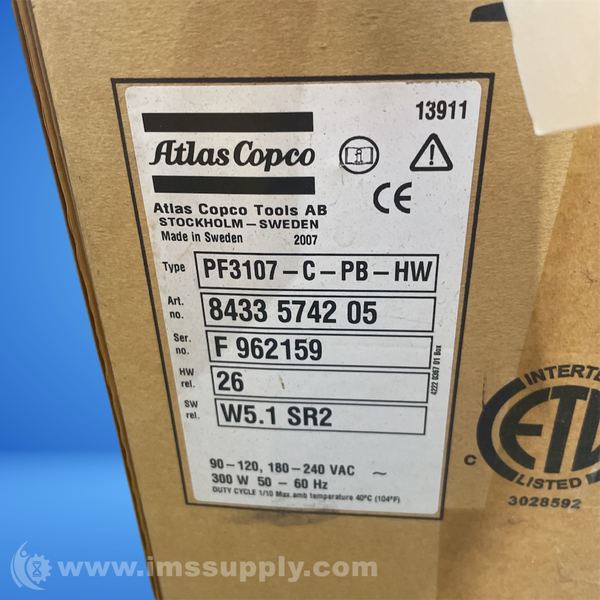 13911
Atlas Copco
Atlas Copco Tools AB
STOCKHOLM – SWEDEN
Made in Sweden 2007
CE
Type PF3107-C-PB-HW
Art. no. 8433 5742 05
Ser. no. F 962159
HW rel. 26
SW rel. W5.1 SR2
4222 0367 01 Box
90-120, 180-240 VAC ~
300 W 50 - 60 Hz
DUTY CYCLE 1/10 Max.amb temperature 40°C (104°F)
C
ETL
LISTED
3028592
www.imssupply.com